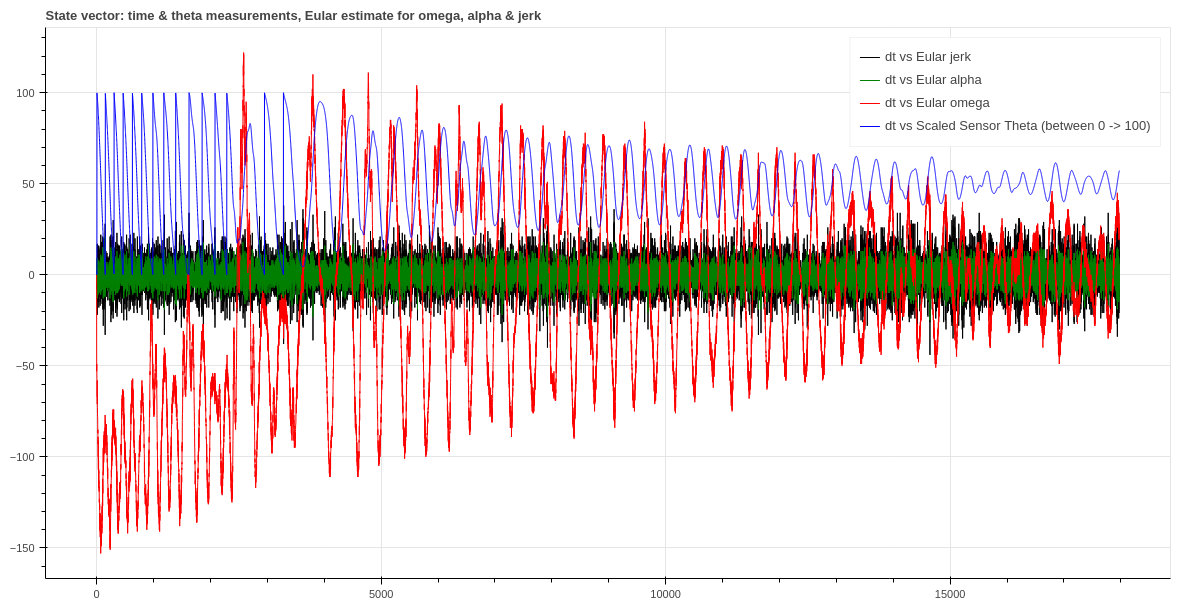 State vector: time & theta measurements, Eular estimate for omega, alpha & jerk
dt vs Eular jerk
dt vs Eular alpha
dt vs Eular omega
dt vs Scaled Sensor Theta (between 0 -> 100)
100
50
0
−50
−100
−150
0
5000
10000
15000